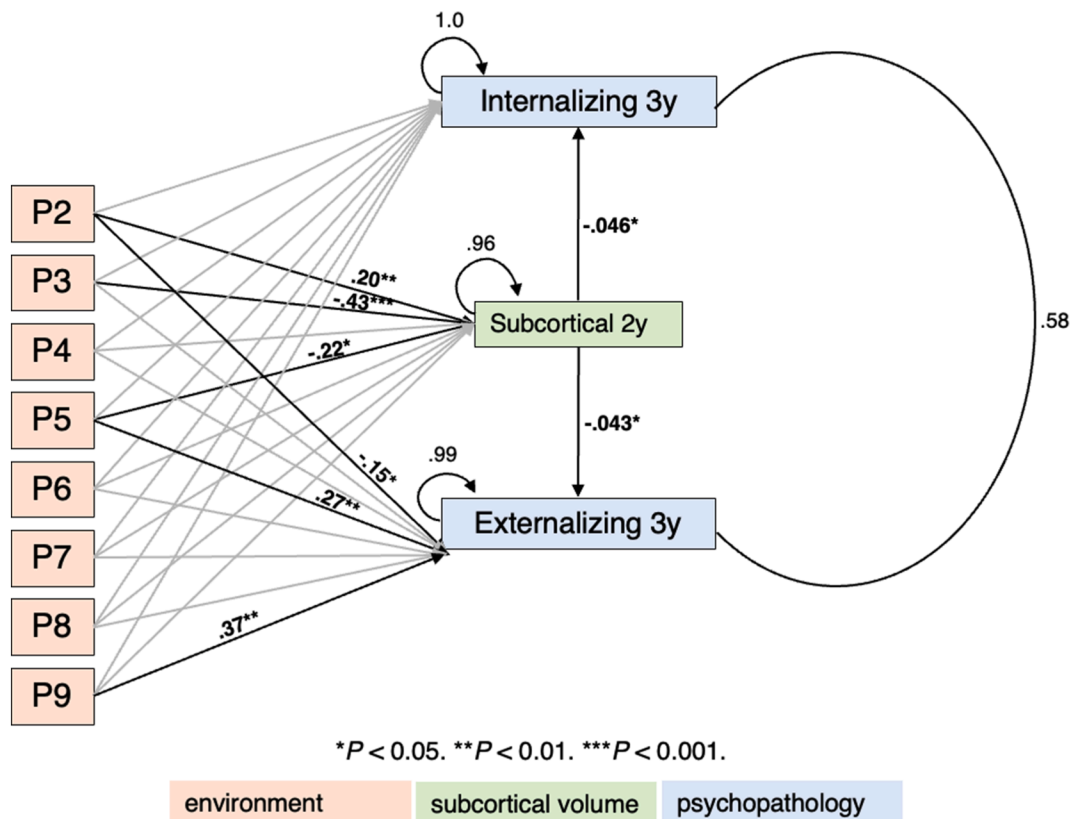 1.0
Internalizing 3y
P2
-.046*
P3
.96
.20**
-.43***
Subcortical 2y
.58
P4
-.22*
P5
-.043*
.99
-.15*
P6
.27**
Externalizing 3y
P7
P8
.37**
P9
*P < 0.05. **P < 0.01. ***P < 0.001.
environment
subcortical volume
psychopathology